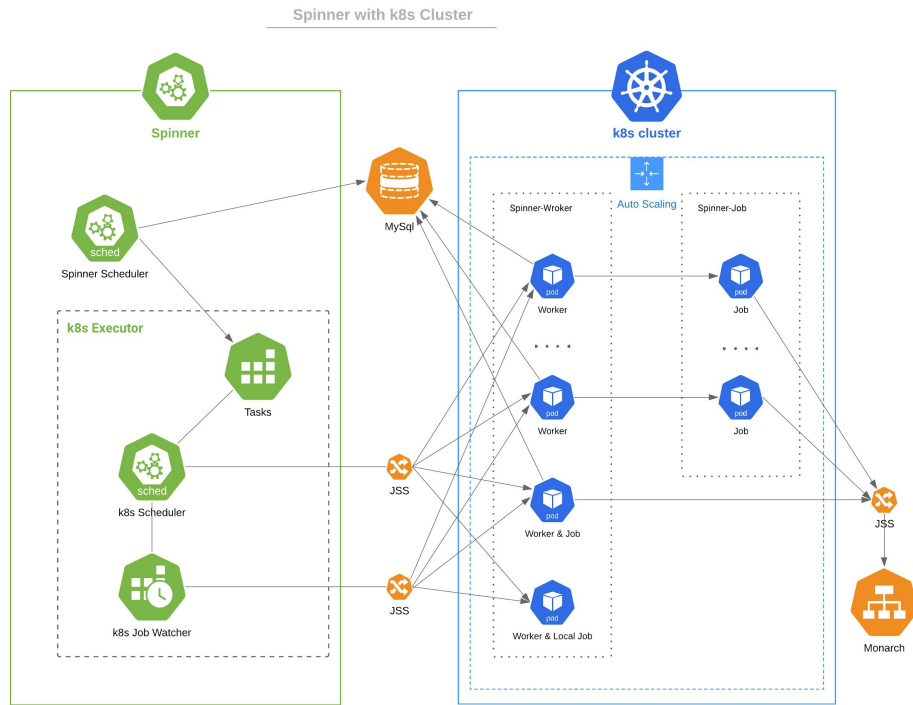 Spinner with k8s Cluster
Spinner
k8s cluster
MySql
Auto Scaling
Spinner-Wroker
Spinner-Job
sched
Spinner Scheduler
pod
Worker
pod
Job
k8s Executor
Tasks
pod
Worker
pod
Job
sched
k8s Scheduler
JSS
pod
Worker & Job
JSS
k8s Job Watcher
JSS
pod
Worker & Local Job
Monarch